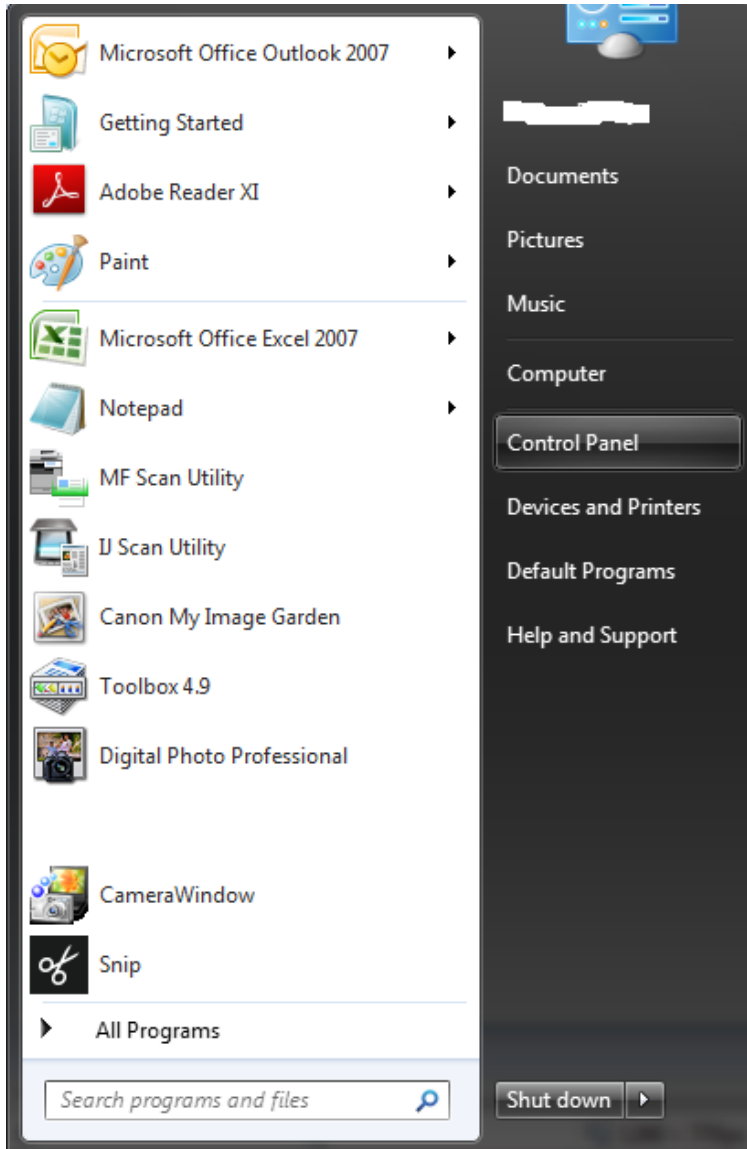 Microsoft Office Outlook 2007
Getting Started
Adobe Reader XI
Paint
Microsoft Office Excel 2007
Notepad
MF Scan Utility
IJ Scan Utility
Canon My Image Garden
Toolbox 4.9
Digital Photo Professional
CameraWindow
Snip
All Programs
Search programs and files
Documents
Pictures
Music
Computer
Control Panel
Devices and Printers
Default Programs
Help and Support
Shut down